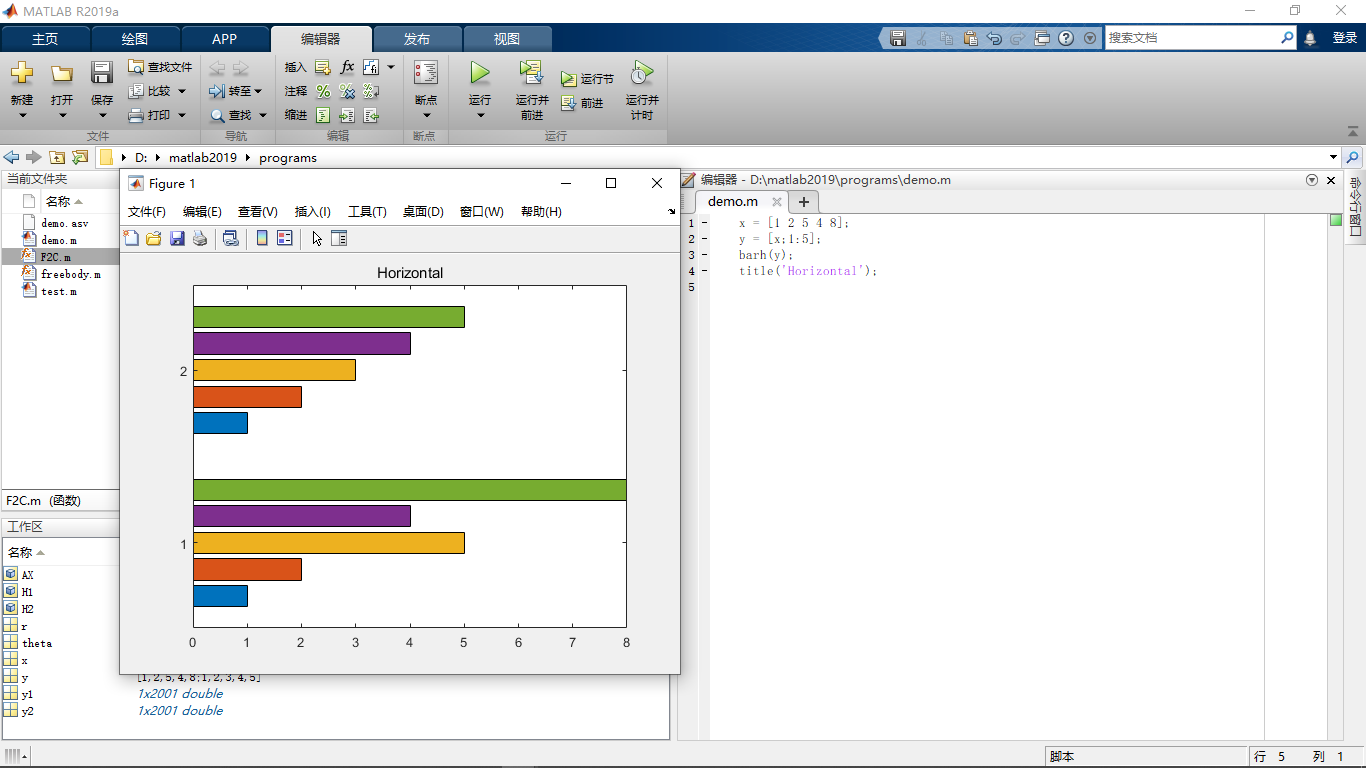 MATLAB R2019a
主页 绘图 APP 编辑器 发布 视图 搜索文档 登录
新建 打开 保存 查找文件 比较 打印 转至 查找 插入 fx 注释 缩进 断点 运行 运行并前进 运行节 前进 运行并计时
文件 导航 编辑 断点 运行
D: matlab2019 programs
当前文件夹
名称
demo.asv
demo.m
F2C.m
freebody.m
test.m
F2C.m (函数)
工作区
名称
AX
H1
H2
r
theta
x
y [1,2,5,4,8;1,2,3,4,5]
y1 1x2001 double
y2 1x2001 double
Figure 1
文件(F) 编辑(E) 查看(V) 插入(I) 工具(T) 桌面(D) 窗口(W) 帮助(H)
Horizontal
2
1
0 1 2 3 4 5 6 7 8
编辑器 - D:\matlab2019\programs\demo.m
demo.m
1 - x = [1 2 5 4 8];
2 - y = [x;1:5];
3 - barh(y);
4 - title('Horizontal');
5
命令行窗口
脚本 行 5 列 1